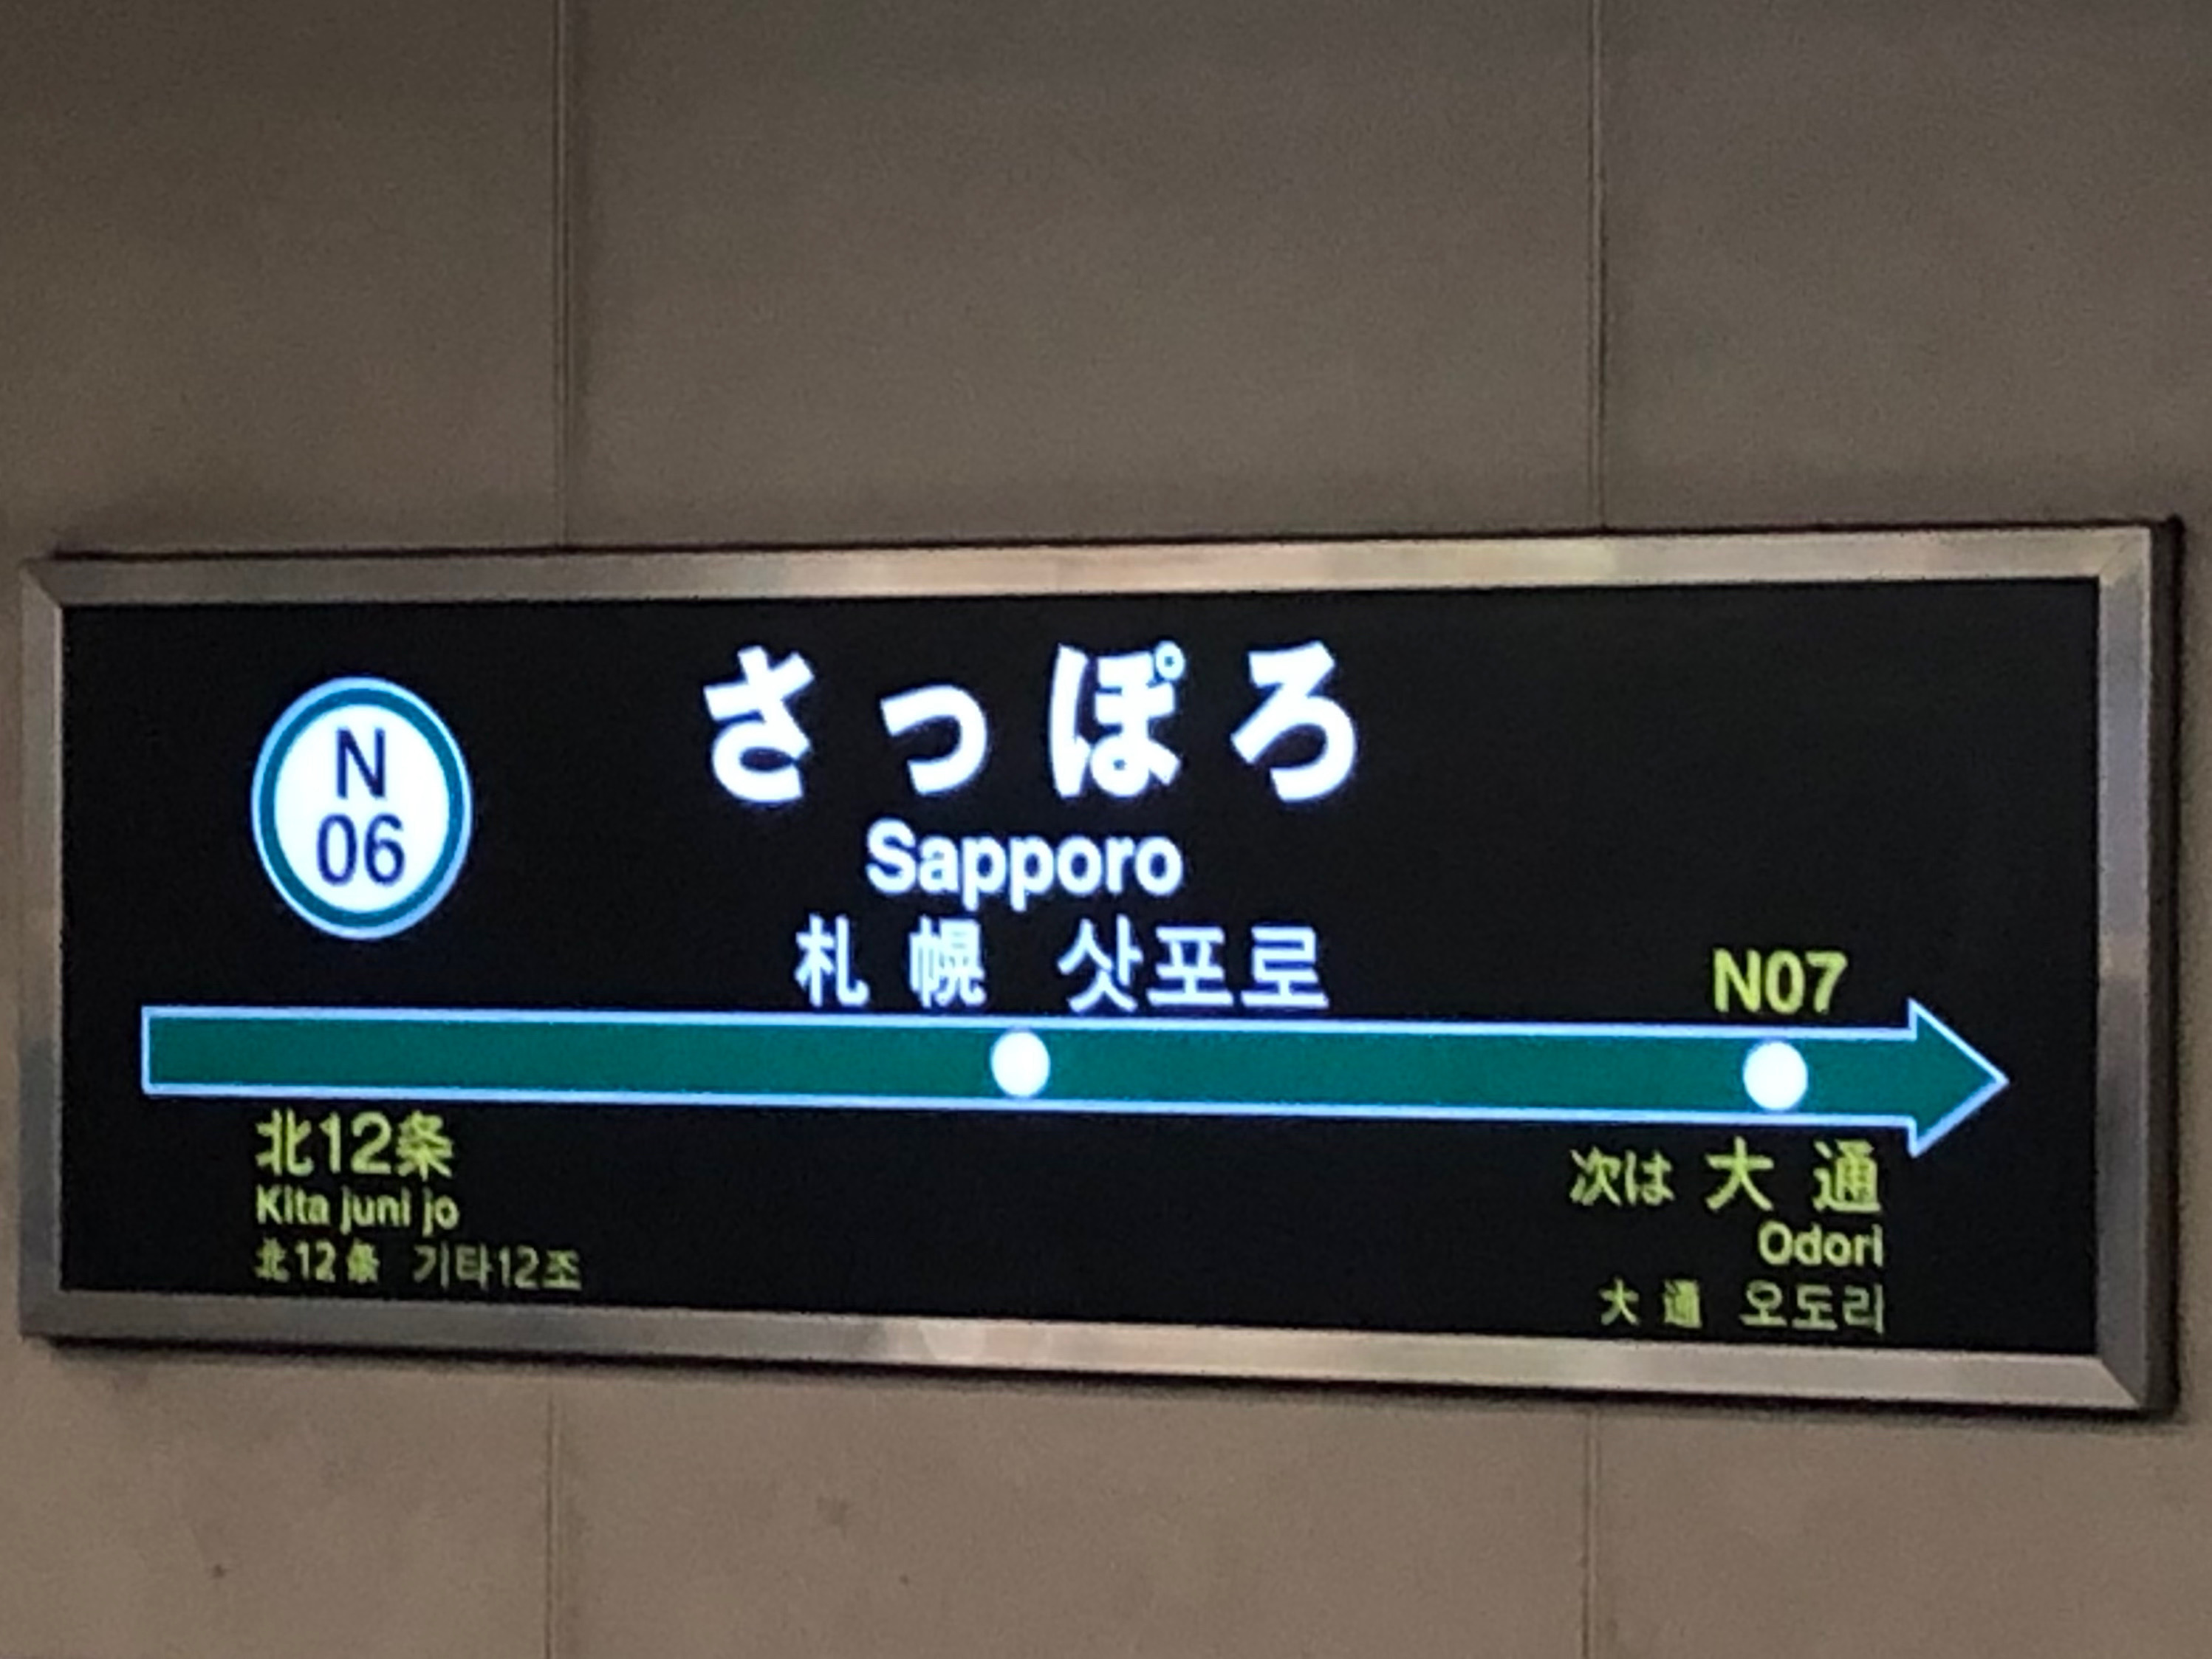 N
06
さっぽろ
Sapporo
札幌 삿포로
N07
北12条
Kita juni jo
北12条 기타12조
次は 大通
Odori
大通 오도리